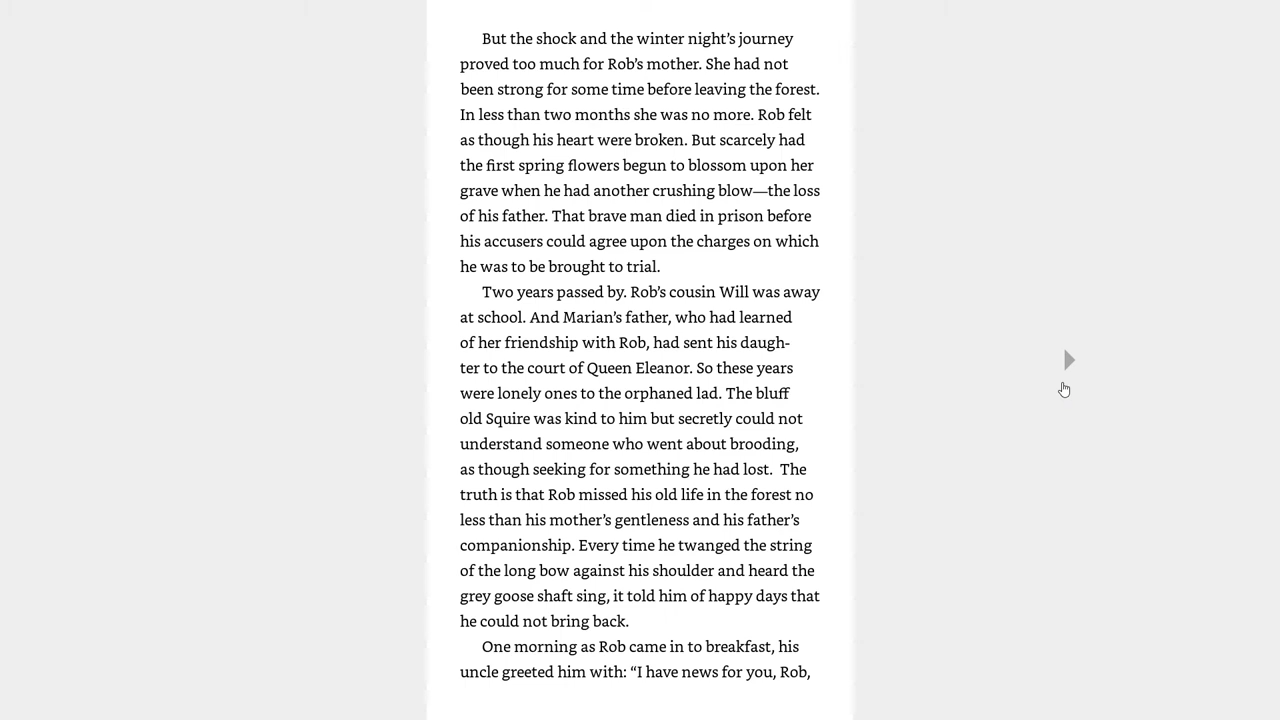 But the shock and the winter night’s journey
proved too much for Rob’s mother. She had not
been strong for some time before leaving the forest.
In less than two months she was no more. Rob felt
as though his heart were broken. But scarcely had
the first spring flowers begun to blossom upon her
grave when he had another crushing blow—the loss
of his father. That brave man died in prison before
his accusers could agree upon the charges on which
he was to be brought to trial.
Two years passed by. Rob’s cousin Will was away
at school. And Marian’s father, who had learned
of her friendship with Rob, had sent his daugh-
ter to the court of Queen Eleanor. So these years
were lonely ones to the orphaned lad. The bluff
old Squire was kind to him but secretly could not
understand someone who went about brooding,
as though seeking for something he had lost.  The
truth is that Rob missed his old life in the forest no
less than his mother’s gentleness and his father’s
companionship. Every time he twanged the string
of the long bow against his shoulder and heard the
grey goose shaft sing, it told him of happy days that
he could not bring back.
One morning as Rob came in to breakfast, his
uncle greeted him with: “I have news for you, Rob,